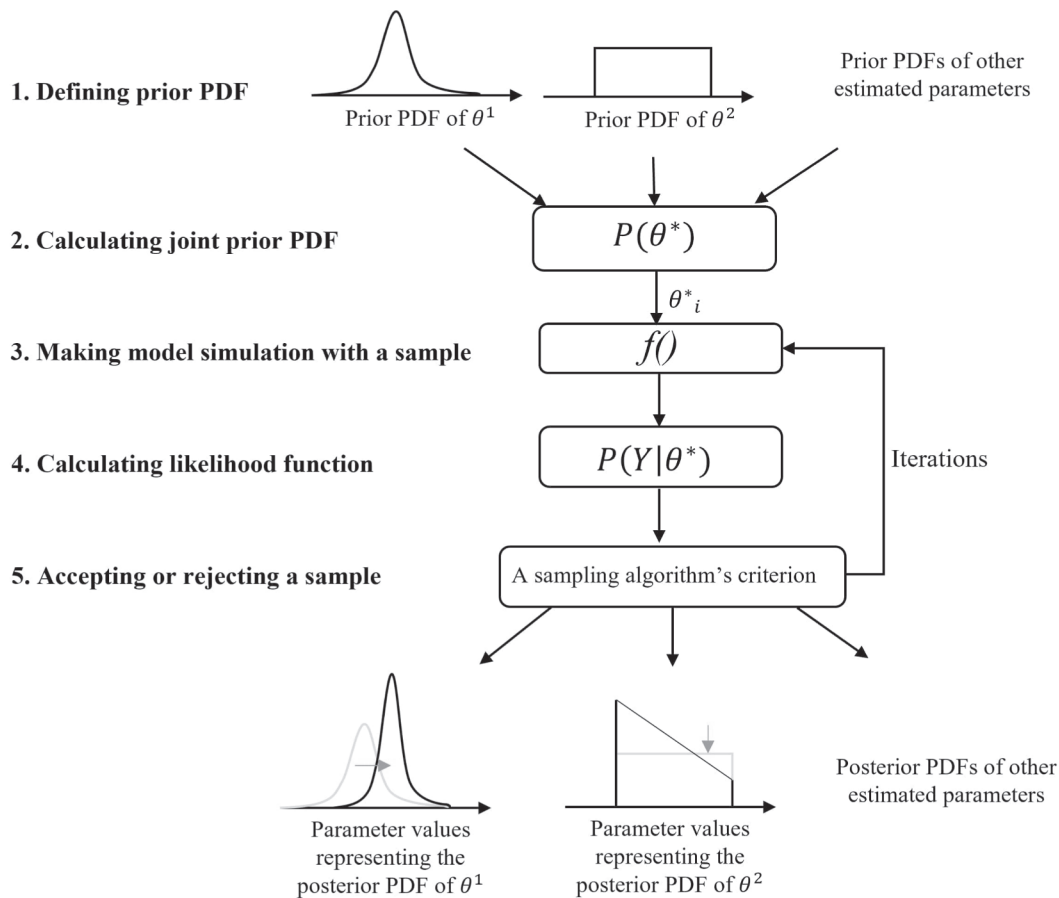 1. Defining prior PDF
Prior PDF of θ¹
Prior PDF of θ²
Prior PDFs of other
estimated parameters
2. Calculating joint prior PDF
P(θ*)
θ*ᵢ
3. Making model simulation with a sample
f()
4. Calculating likelihood function
P(Y|θ*)
Iterations
5. Accepting or rejecting a sample
A sampling algorithm's criterion
Parameter values
representing the
posterior PDF of θ¹
Parameter values
representing the
posterior PDF of θ²
Posterior PDFs of other
estimated parameters